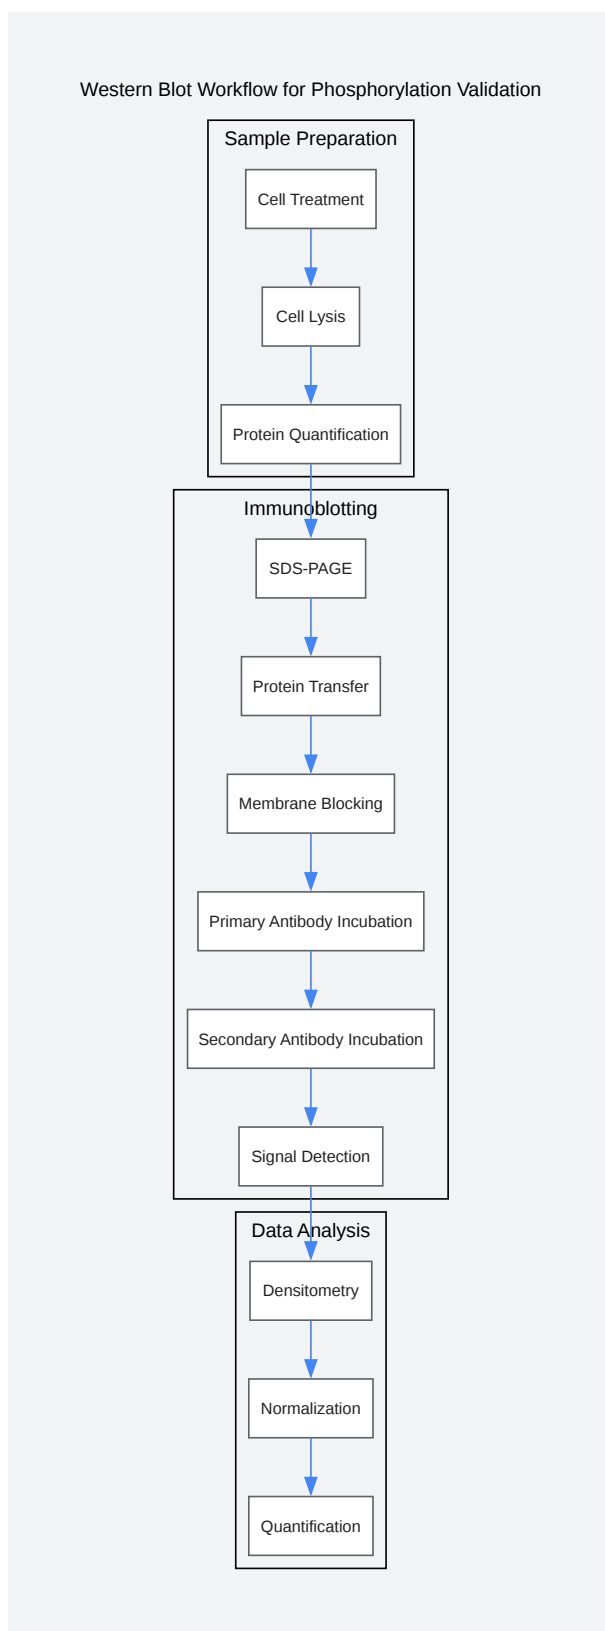 Western Blot Workflow for Phosphorylation Validation
Sample Preparation
Cell Treatment
Cell Lysis
Protein Quantification
Immunoblotting
SDS-PAGE
Protein Transfer
Membrane Blocking
Primary Antibody Incubation
Secondary Antibody Incubation
Signal Detection
Data Analysis
Densitometry
Normalization
Quantification